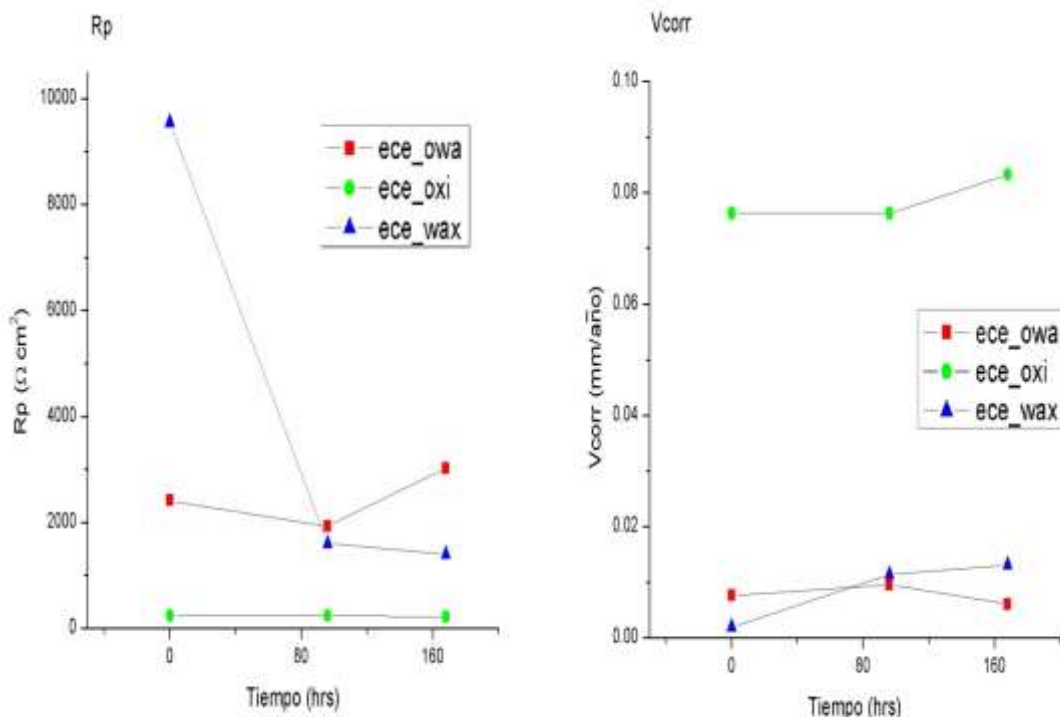 Rp
10000
8000
6000
4000
2000
0
Rp (Ω cm²)
ece_owa
ece_oxi
ece_wax
0
80
160
Tiempo (hrs)
Vcorr
0.10
0.08
0.06
0.04
0.02
0.00
Vcorr (mm/año)
ece_owa
ece_oxi
ece_wax
0
80
160
Tiempo (hrs)